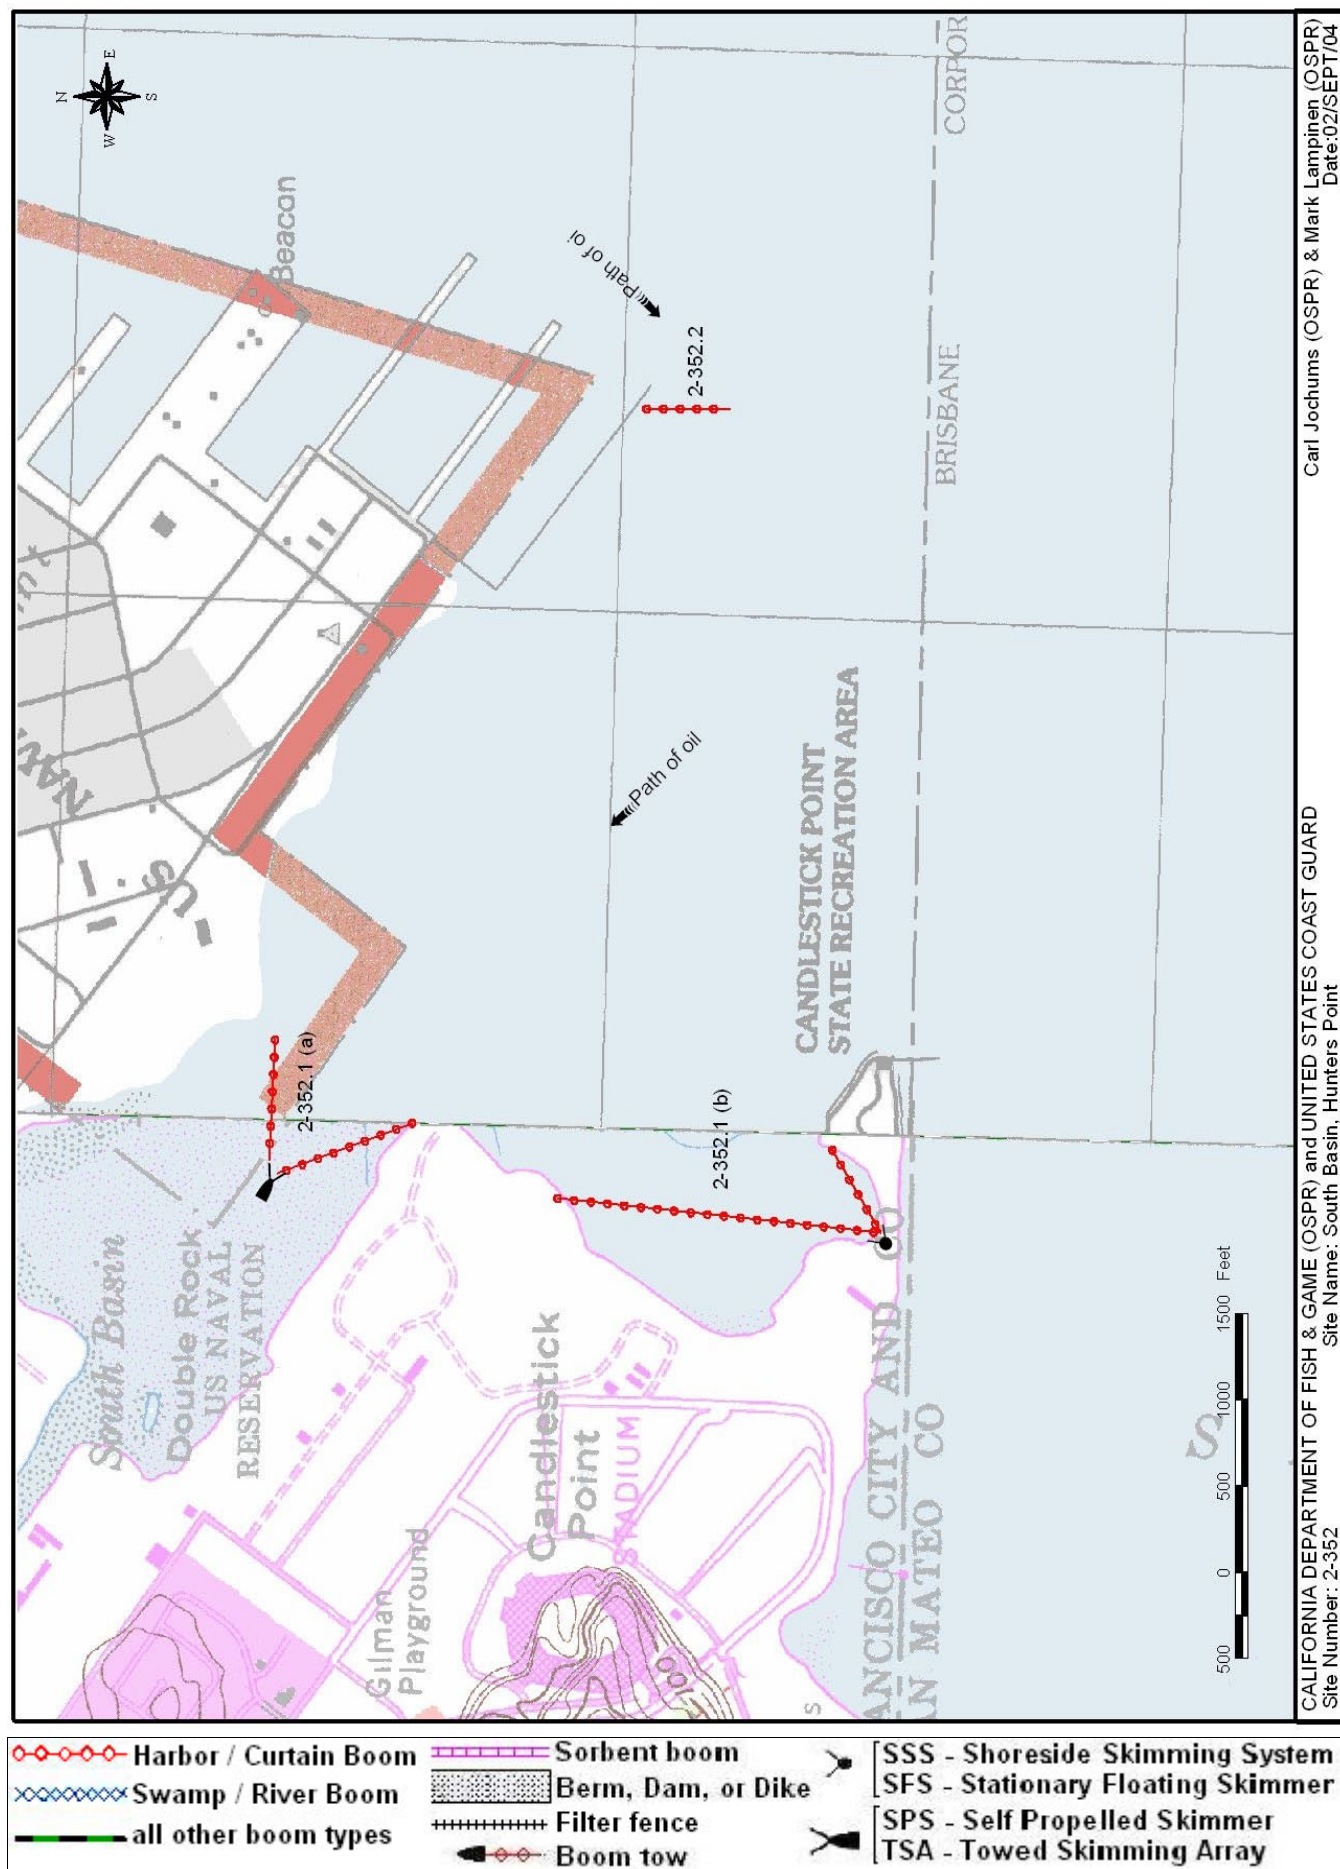 N
E
S
W
Beacon
Path of oi
2-352.2
CORPOR
BRISBANE
NAV
Path of oil
CANDLESTICK POINT
STATE RECREATION AREA
2-352.1 (a)
2-352.1 (b)
South Basin
Double Rock
US NAVAL
RESERVATION
Candlestick
Point
STADIUM
Gilman
Playground
100
S
ANCISCO CITY AND CO
AN MATEO CO
S
500 0 500 1000 1500 Feet
CALIFORNIA DEPARTMENT OF FISH & GAME (OSPR) and UNITED STATES COAST GUARD
Carl Jochums (OSPR) & Mark Lampinen (OSPR)
Site Number: 2-352
Site Name: South Basin, Hunters Point
Date:02/SEPT/04
Harbor / Curtain Boom
Swamp / River Boom
all other boom types
Sorbent boom
Berm, Dam, or Dike
Filter fence
Boom tow
SSS - Shoreside Skimming System
SFS - Stationary Floating Skimmer
SPS - Self Propelled Skimmer
TSA - Towed Skimming Array